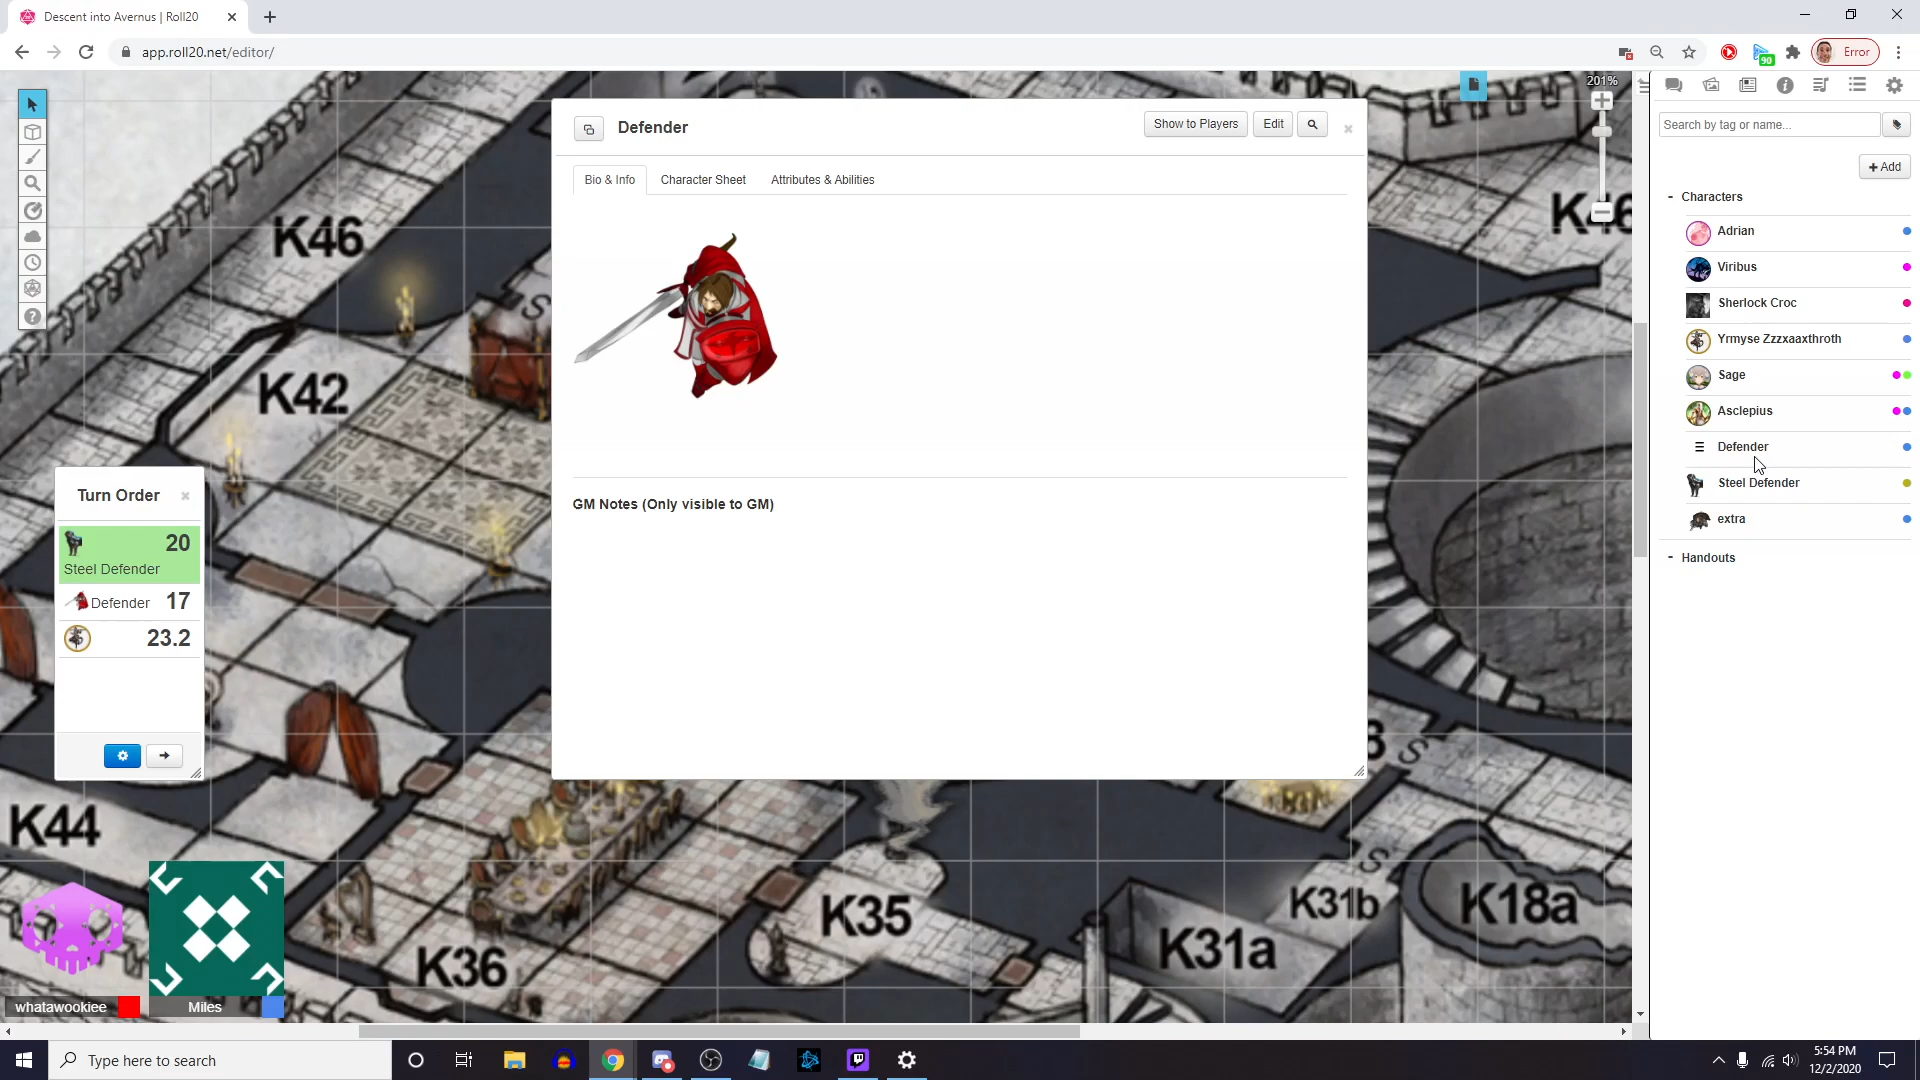 Descent into Avernus | Roll20
app.roll20.net/editor/
90
Error
201%
Defender
Show to Players
Edit
Bio & Info
Character Sheet
Attributes & Abilities
GM Notes (Only visible to GM)
Search by tag or name...
+ Add
- Characters
Adrian
Viribus
Sherlock Croc
Yrmyse Zzzxaaxthroth
Sage
Asclepius
Defender
Steel Defender
extra
- Handouts
Turn Order
20
Steel Defender
Defender 17
23.2
K46
K42
S
K46
K44
K36
K35
K31a
K31b
K18a
8
S
S
whatawookiee
Miles
Type here to search
5:54 PM
12/2/2020